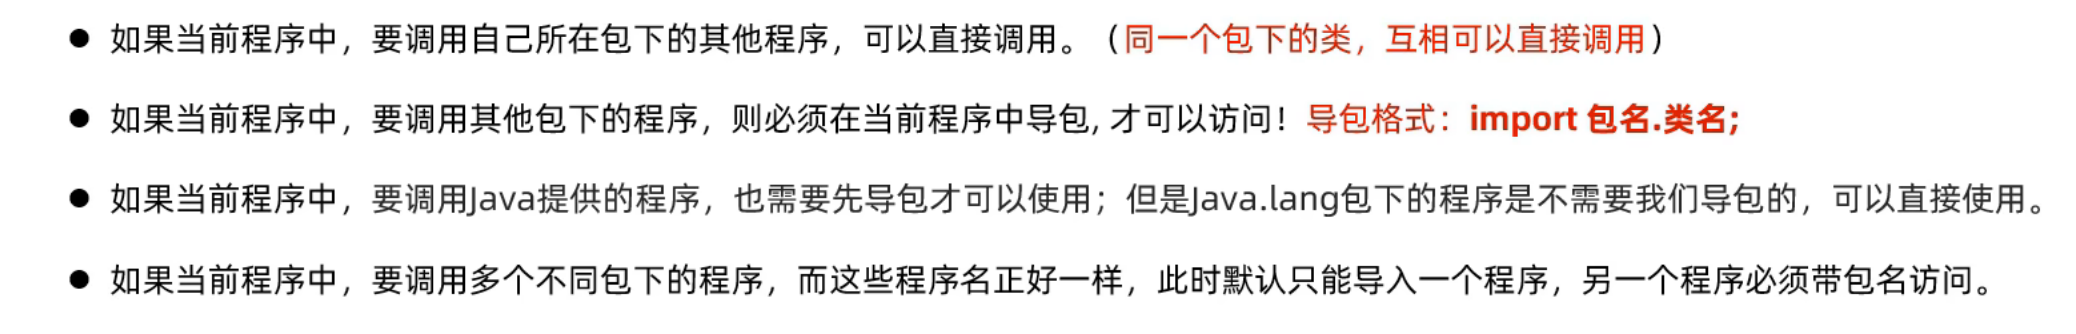 ● 如果当前程序中，要调用自己所在包下的其他程序，可以直接调用。（同一个包下的类，互相可以直接调用）
● 如果当前程序中，要调用其他包下的程序，则必须在当前程序中导包, 才可以访问！导包格式：import 包名.类名;
● 如果当前程序中，要调用Java提供的程序，也需要先导包才可以使用；但是Java.lang包下的程序是不需要我们导包的，可以直接使用。
● 如果当前程序中，要调用多个不同包下的程序，而这些程序名正好一样，此时默认只能导入一个程序，另一个程序必须带包名访问。